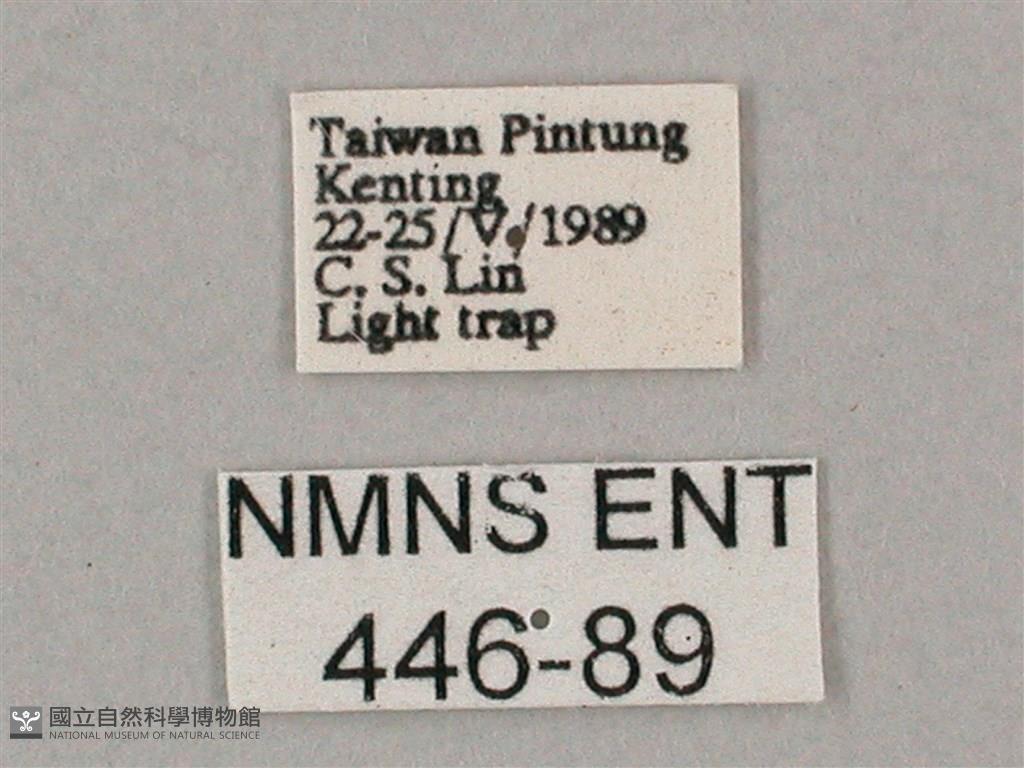 Taiwan Pintung
Kenting
22-25/V./1989
C. S. Lin
Light trap
NMNS ENT
446-89
國立自然科學博物館
NATIONAL MUSEUM OF NATURAL SCIENCE